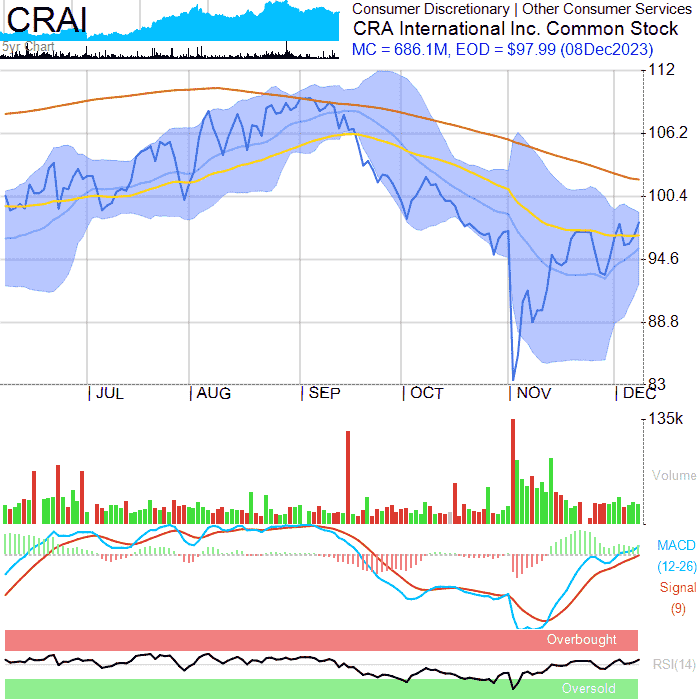 CRAI
5yr Chart
Consumer Discretionary | Other Consumer Services
CRA International Inc. Common Stock
MC = 686.1M, EOD = $97.99 (08Dec2023)
112
106.2
100.4
94.6
88.8
83
JUL
AUG
SEP
OCT
NOV
DEC
135k
Volume
MACD
(12-26)
Signal
(9)
Overbought
RSI(14)
Oversold